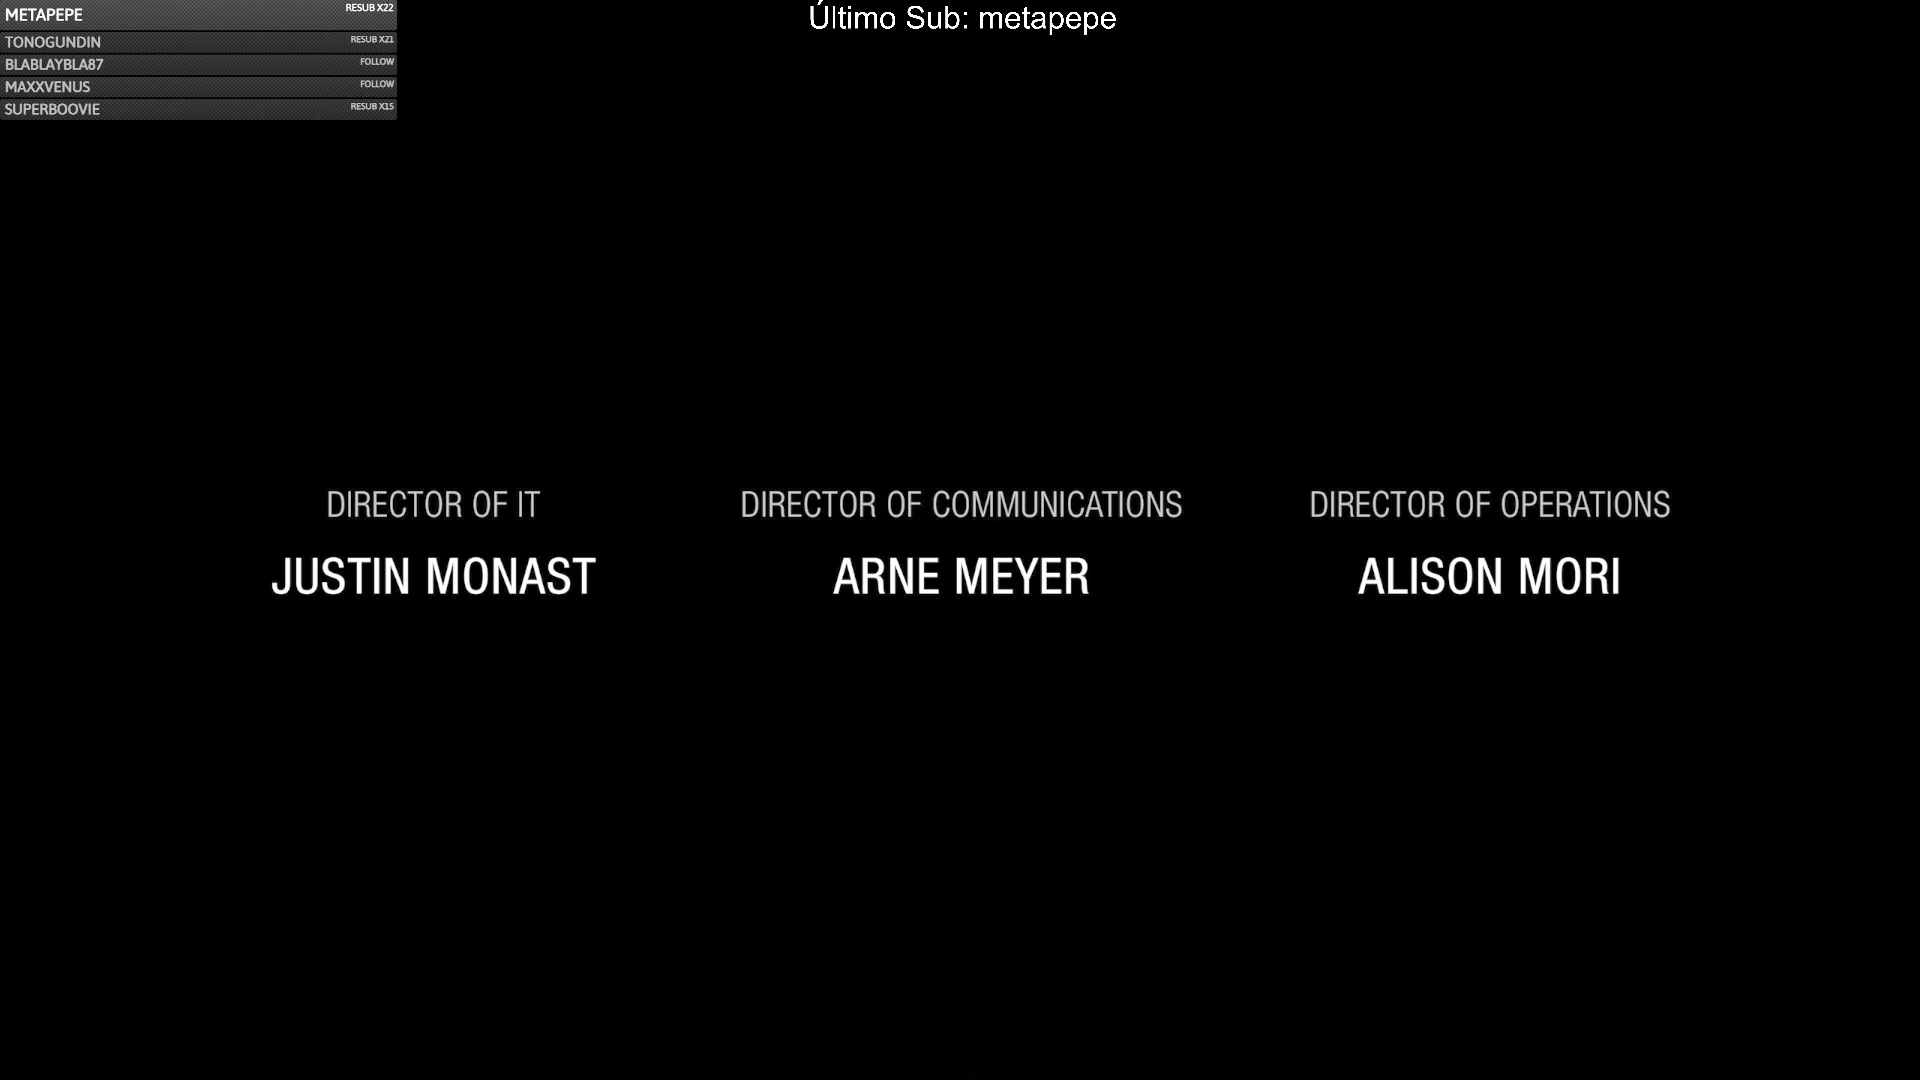 METAPEPE RESUB X22
TONOGUNDIN RESUB X21
BLABLAYBLA87 FOLLOW
MAXXVENUS FOLLOW
SUPERBOOVIE RESUB X15
Último Sub: metapepe
DIRECTOR OF IT
JUSTIN MONAST
DIRECTOR OF COMMUNICATIONS
ARNE MEYER
DIRECTOR OF OPERATIONS
ALISON MORI